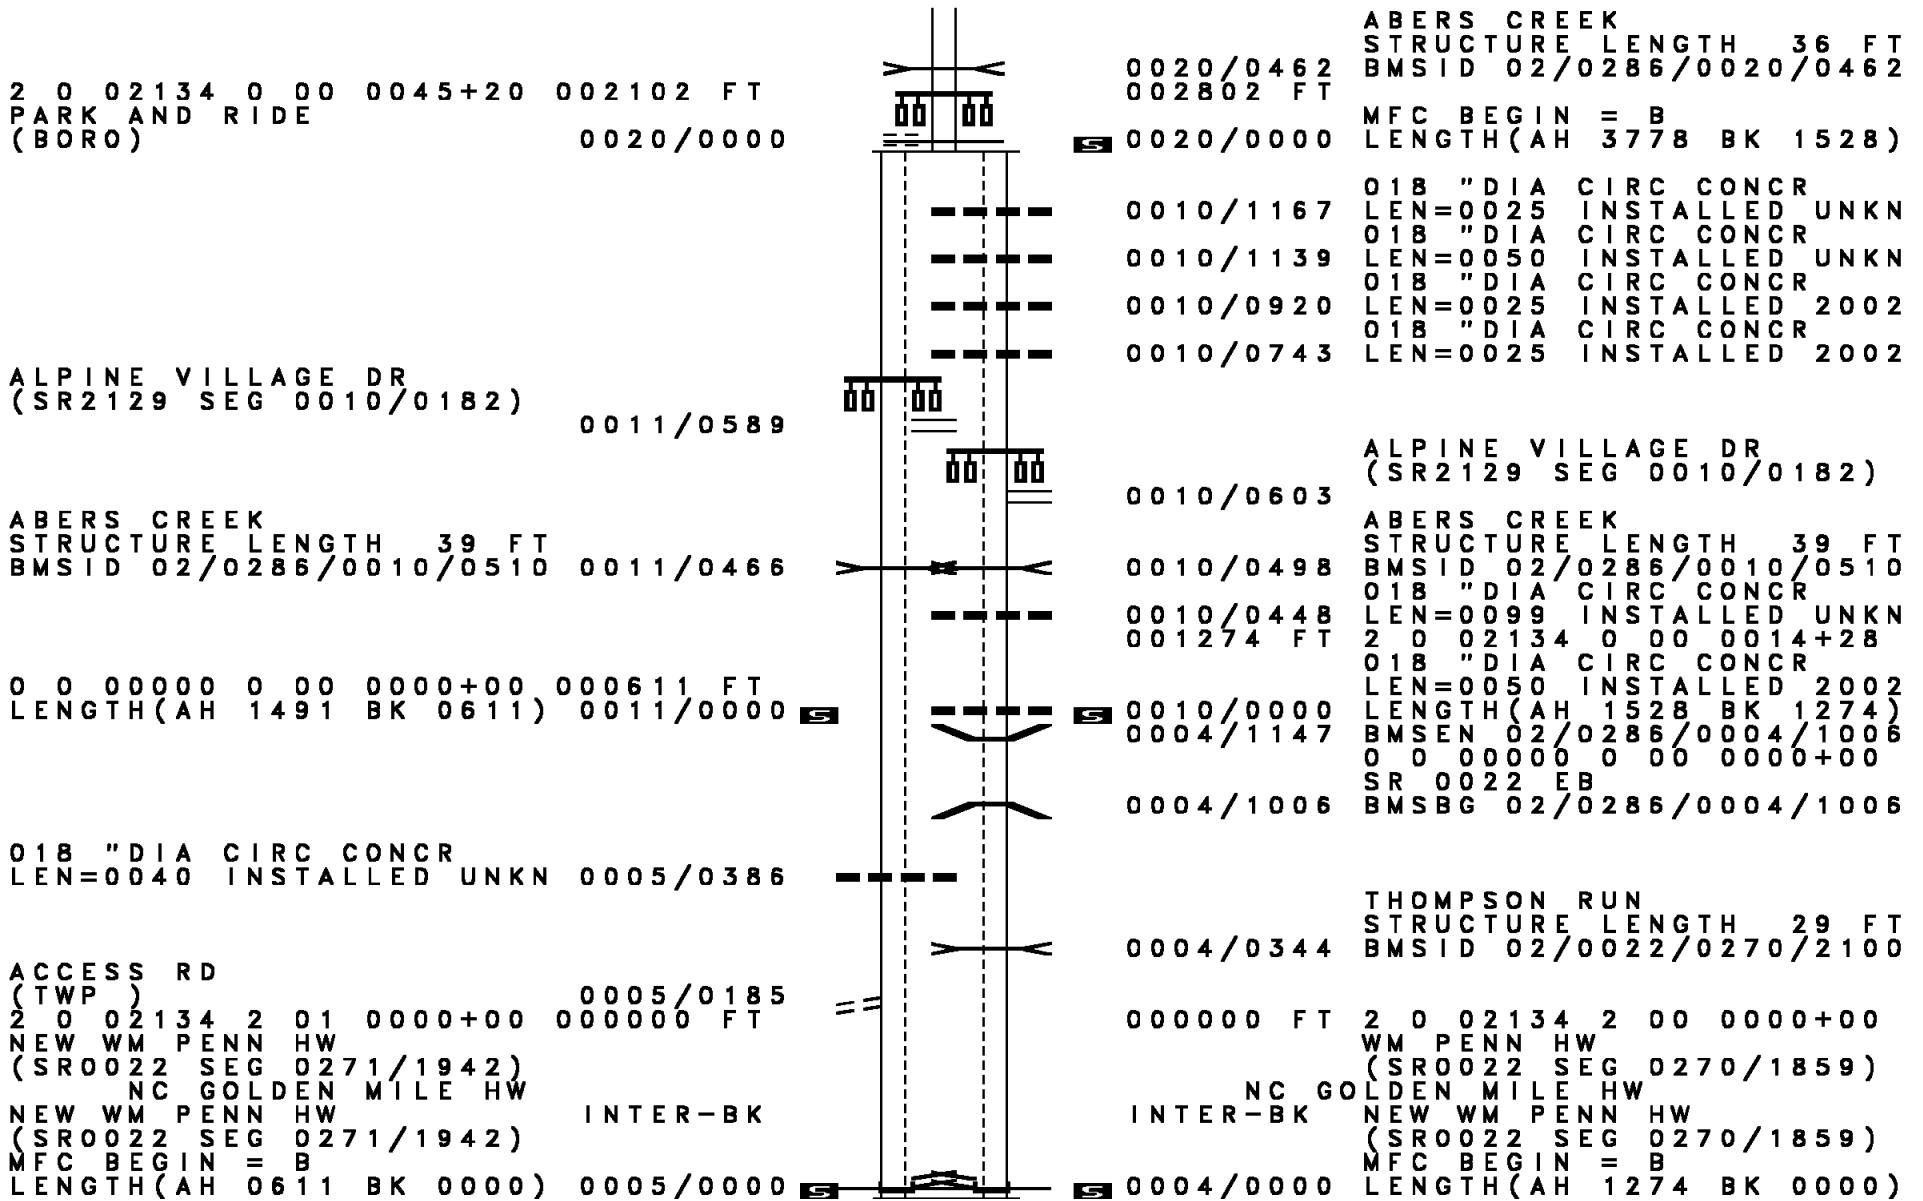 ABERS CREEK
STRUCTURE LENGTH 36 FT
0020/0462 BMSID 02/0286/0020/0462
2 0 02134 0 00 0045+20 002102 FT 002802 FT
PARK AND RIDE MFC BEGIN = B
(BORO) 0020/0000 S 0020/0000 LENGTH(AH 3778 BK 1528)
018 "DIA CIRC CONCR
0010/1167 LEN=0025 INSTALLED UNKN
018 "DIA CIRC CONCR
0010/1139 LEN=0050 INSTALLED UNKN
018 "DIA CIRC CONCR
0010/0920 LEN=0025 INSTALLED 2002
018 "DIA CIRC CONCR
0010/0743 LEN=0025 INSTALLED 2002
ALPINE VILLAGE DR
(SR2129 SEG 0010/0182)
0011/0589
ALPINE VILLAGE DR
(SR2129 SEG 0010/0182)
0010/0603
ABERS CREEK ABERS CREEK
STRUCTURE LENGTH 39 FT STRUCTURE LENGTH 39 FT
BMSID 02/0286/0010/0510 0011/0466 0010/0498 BMSID 02/0286/0010/0510
018 "DIA CIRC CONCR
0010/0448 LEN=0099 INSTALLED UNKN
001274 FT 2 0 02134 0 00 0014+28
018 "DIA CIRC CONCR
0 0 00000 0 00 0000+00 000611 FT LEN=0050 INSTALLED 2002
LENGTH(AH 1491 BK 0611) 0011/0000 S S 0010/0000 LENGTH(AH 1528 BK 1274)
0004/1147 BMSEN 02/0286/0004/1006
0 0 00000 0 00 0000+00
SR 0022 EB
0004/1006 BMSBG 02/0286/0004/1006
018 "DIA CIRC CONCR
LEN=0040 INSTALLED UNKN 0005/0386
THOMPSON RUN
STRUCTURE LENGTH 29 FT
0004/0344 BMSID 02/0022/0270/2100
ACCESS RD
(TWP ) 0005/0185
2 0 02134 2 01 0000+00 000000 FT 000000 FT 2 0 02134 2 00 0000+00
NEW WM PENN HW WM PENN HW
(SR0022 SEG 0271/1942) (SR0022 SEG 0270/1859)
NC GOLDEN MILE HW NC GOLDEN MILE HW
NEW WM PENN HW INTER-BK INTER-BK NEW WM PENN HW
(SR0022 SEG 0271/1942) (SR0022 SEG 0270/1859)
MFC BEGIN = B MFC BEGIN = B
LENGTH(AH 0611 BK 0000) 0005/0000 S S 0004/0000 LENGTH(AH 1274 BK 0000)